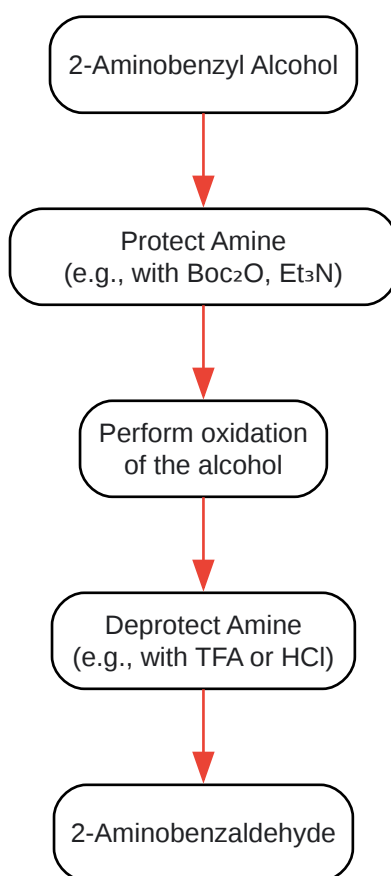 2-Aminobenzyl Alcohol
Protect Amine
(e.g., with Boc₂O, Et₃N)
Perform oxidation
of the alcohol
Deprotect Amine
(e.g., with TFA or HCl)
2-Aminobenzaldehyde